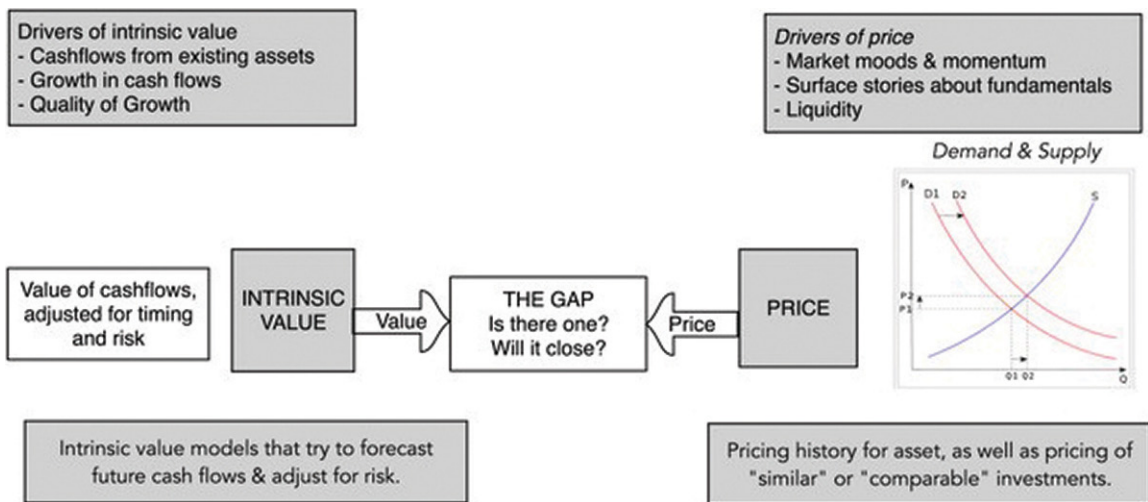 Drivers of intrinsic value
- Cashflows from existing assets
- Growth in cash flows
- Quality of Growth
Drivers of price
- Market moods & momentum
- Surface stories about fundamentals
- Liquidity
Demand & Supply
P
D1 D2
S
P2
P1
Q1 Q2
Q
Value of cashflows,
adjusted for timing
and risk
INTRINSIC
VALUE
Value
THE GAP
Is there one?
Will it close?
Price
PRICE
Intrinsic value models that try to forecast
future cash flows & adjust for risk.
Pricing history for asset, as well as pricing of
"similar" or "comparable" investments.